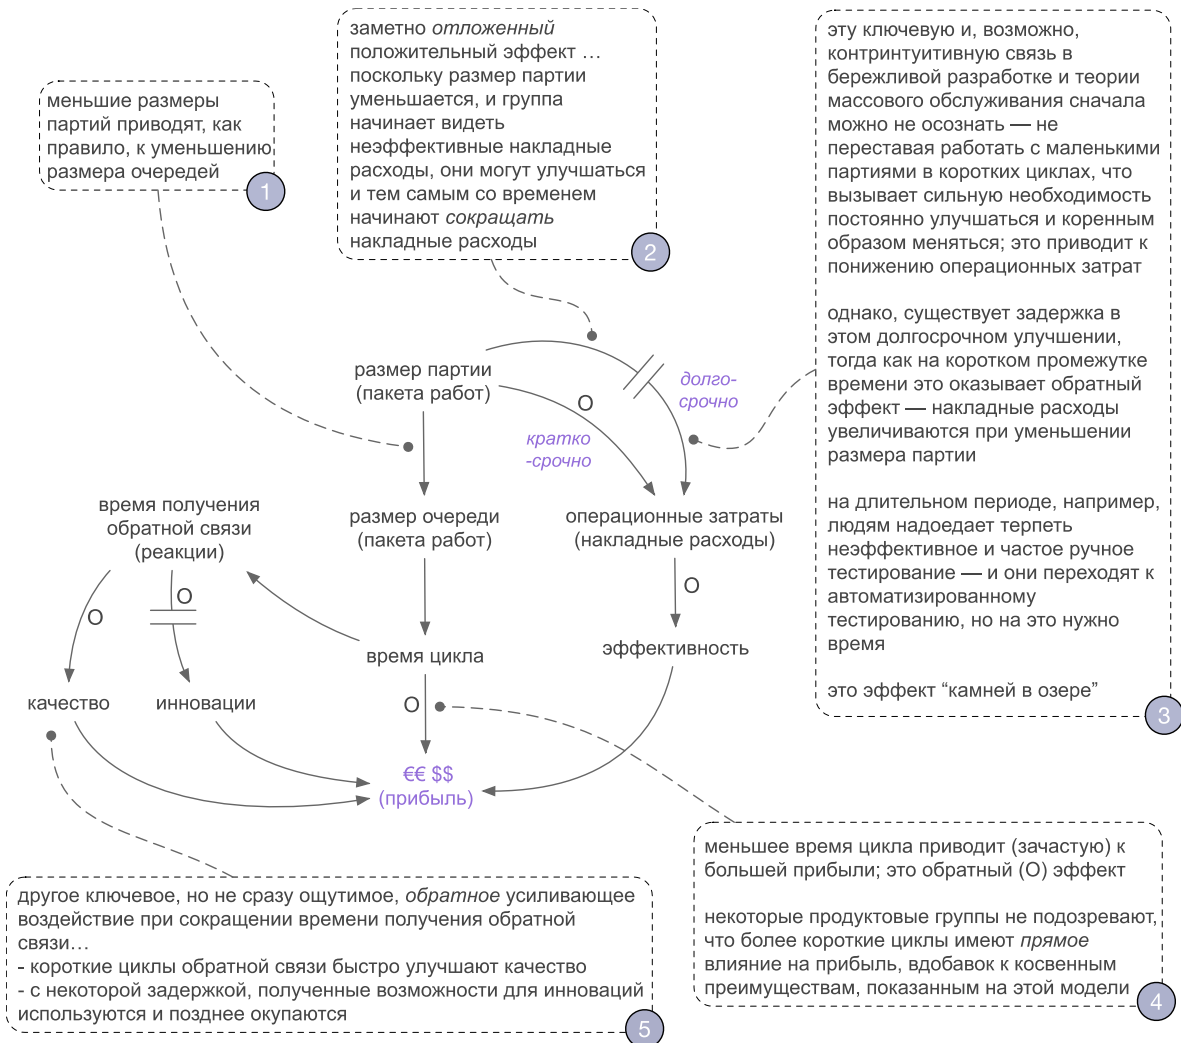 меньшие размеры
партий приводят, как
правило, к уменьшению
размера очередей
1
заметно отложенный
положительный эффект …
поскольку размер партии
уменьшается, и группа
начинает видеть
неэффективные накладные
расходы, они могут улучшаться
и тем самым со временем
начинают сокращать
накладные расходы
2
эту ключевую и, возможно,
контринтуитивную связь в
бережливой разработке и теории
массового обслуживания сначала
можно не осознать — не
переставая работать с маленькими
партиями в коротких циклах, что
вызывает сильную необходимость
постоянно улучшаться и коренным
образом меняться; это приводит к
понижению операционных затрат
однако, существует задержка в
этом долгосрочном улучшении,
тогда как на коротком промежутке
времени это оказывает обратный
эффект — накладные расходы
увеличиваются при уменьшении
размера партии
на длительном периоде, например,
людям надоедает терпеть
неэффективное и частое ручное
тестирование — и они переходят к
автоматизированному
тестированию, но на это нужно
время
это эффект “камней в озере”
3
размер партии
(пакета работ)
O
долго-
срочно
кратко
-срочно
время получения
обратной связи
(реакции)
размер очереди
(пакета работ)
операционные затраты
(накладные расходы)
O
O
O
время цикла
эффективность
качество
инновации
O
€€ $$
(прибыль)
меньшее время цикла приводит (зачастую) к
большей прибыли; это обратный (O) эффект
некоторые продуктовые группы не подозревают,
что более короткие циклы имеют прямое
влияние на прибыль, вдобавок к косвенным
преимуществам, показанным на этой модели
4
другое ключевое, но не сразу ощутимое, обратное усиливающее
воздействие при сокращении времени получения обратной
связи…
- короткие циклы обратной связи быстро улучшают качество
- с некоторой задержкой, полученные возможности для инноваций
используются и позднее окупаются
5